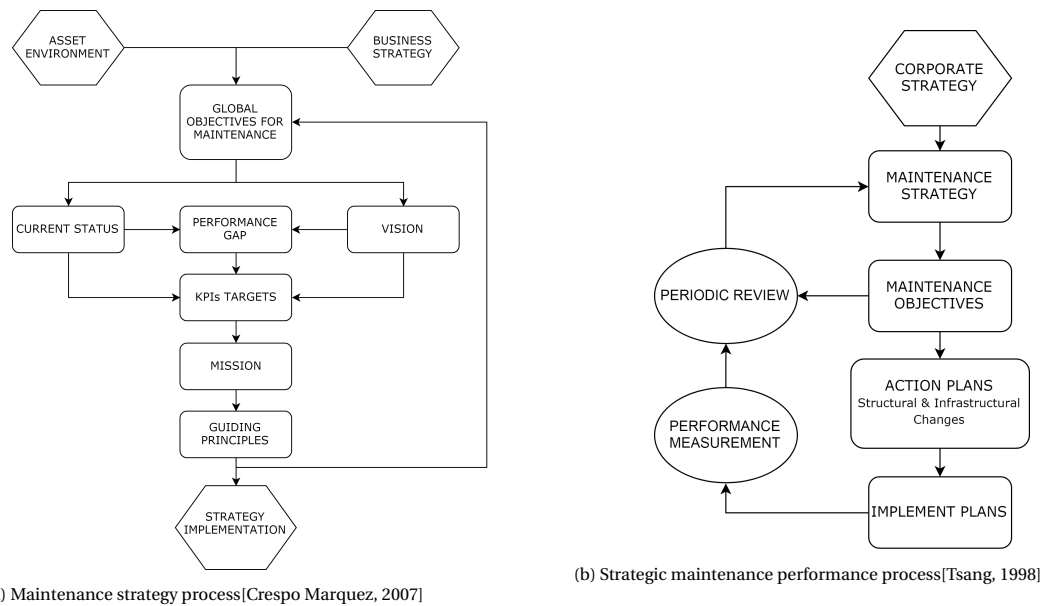 ASSET
ENVIRONMENT
BUSINESS
STRATEGY
GLOBAL
OBJECTIVES FOR
MAINTENANCE
CURRENT STATUS
PERFORMANCE
GAP
VISION
KPIs TARGETS
MISSION
GUIDING
PRINCIPLES
STRATEGY
IMPLEMENTATION
) Maintenance strategy process[Crespo Marquez, 2007]
CORPORATE
STRATEGY
MAINTENANCE
STRATEGY
PERIODIC REVIEW
MAINTENANCE
OBJECTIVES
ACTION PLANS
Structural & Infrastructural
Changes
PERFORMANCE
MEASUREMENT
IMPLEMENT PLANS
(b) Strategic maintenance performance process[Tsang, 1998]